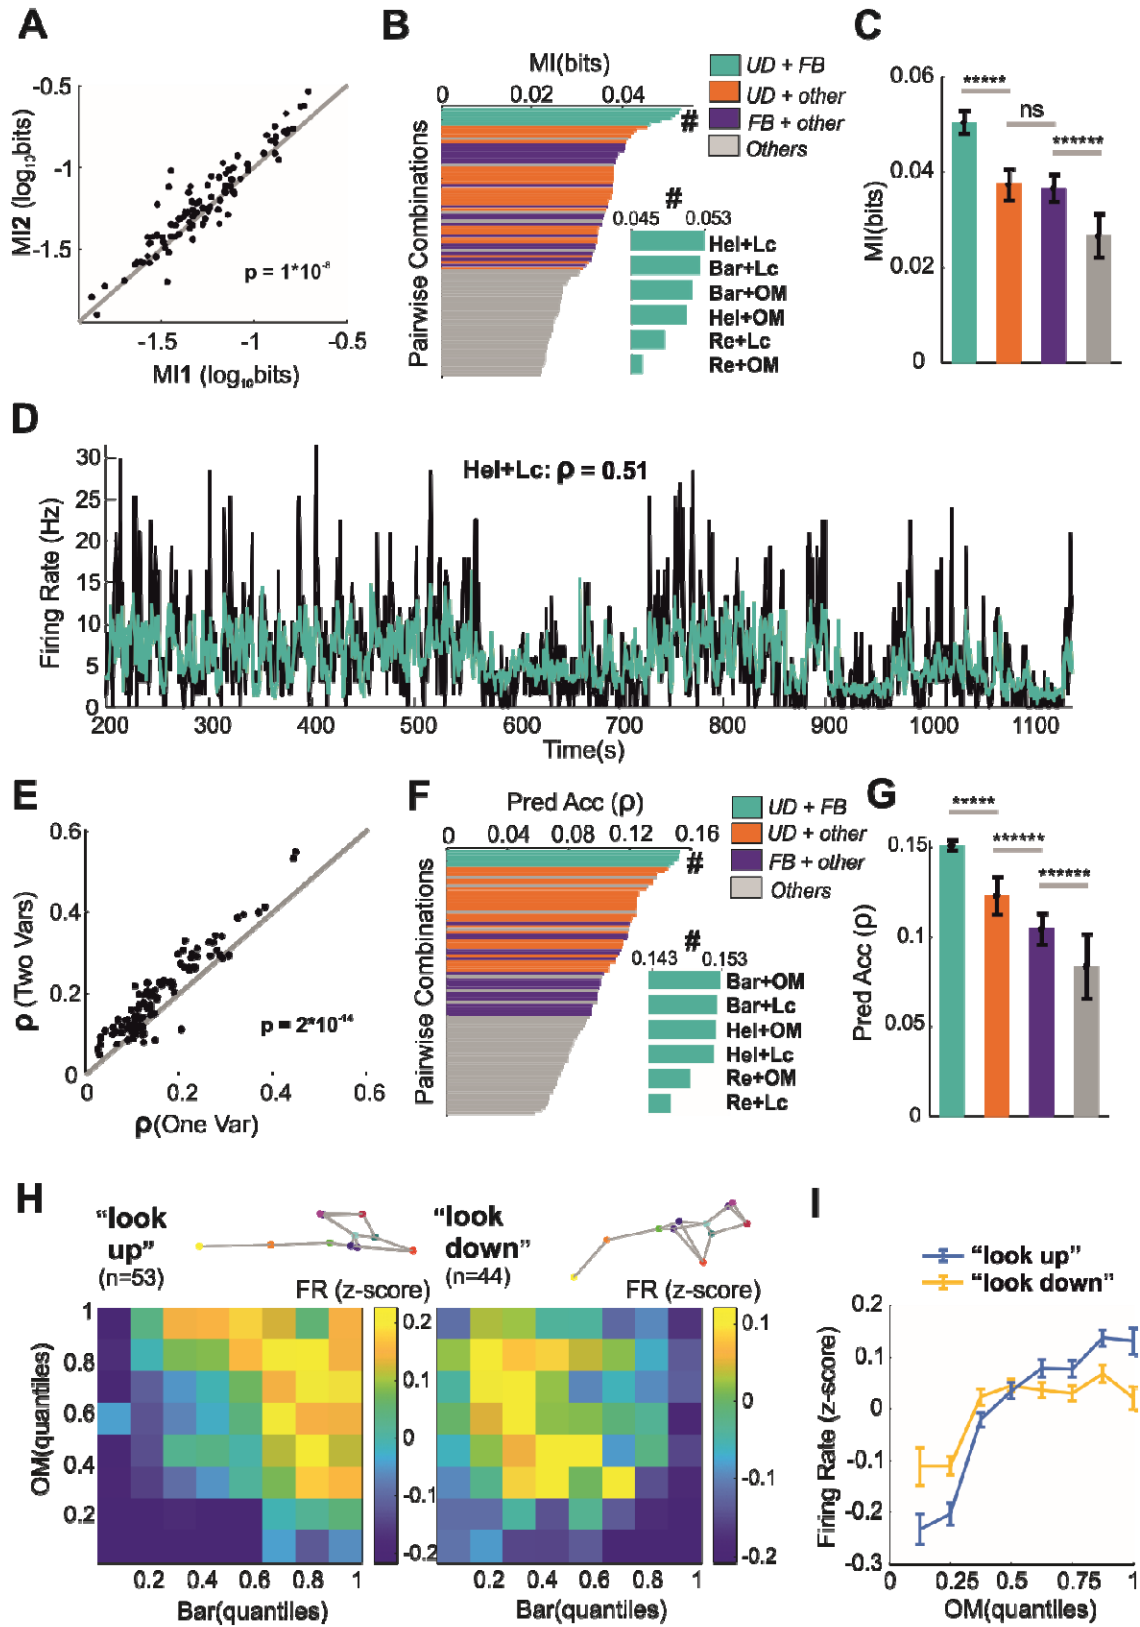 A
-0.5
-1
-1.5
MI2 (log₁₀bits)
p = 1*10⁻⁸
-1.5
-1
-0.5
MI1 (log₁₀bits)
B
MI(bits)
0
0.02
0.04
Pairwise Combinations
UD + FB
UD + other
FB + other
Others
#
#
0.045
0.053
Hel+Lc
Bar+Lc
Bar+OM
Hel+OM
Re+Lc
Re+OM
C
0.06
0.04
0.02
0
MI(bits)
*****
ns
******
D
30
25
20
15
10
5
0
Firing Rate (Hz)
Hel+Lc: ρ = 0.51
200
300
400
500
600
700
800
900
1000
1100
Time(s)
E
0.6
0.4
0.2
0
ρ (Two Vars)
p = 2*10⁻¹⁴
0
0.2
0.4
0.6
ρ(One Var)
F
Pred Acc (ρ)
0
0.04
0.08
0.12
0.16
Pairwise Combinations
UD + FB
UD + other
FB + other
Others
#
#
0.143
0.153
Bar+OM
Bar+Lc
Hel+OM
Hel+Lc
Re+OM
Re+Lc
G
0.15
0.1
0.05
0
Pred Acc (ρ)
*****
******
******
H
“look
up”
(n=53)
FR (z-score)
1
0.8
0.6
0.4
0.2
OM(quantiles)
0.2
0.4
0.6
0.8
1
Bar(quantiles)
0.2
0.1
0
-0.1
-0.2
“look
down”
(n=44)
FR (z-score)
0.2
0.4
0.6
0.8
1
Bar(quantiles)
0.1
0
-0.1
-0.2
I
“look up”
“look down”
0.2
0.1
0
-0.1
-0.2
-0.3
Firing Rate (z-score)
0
0.25
0.5
0.75
1
OM(quantiles)